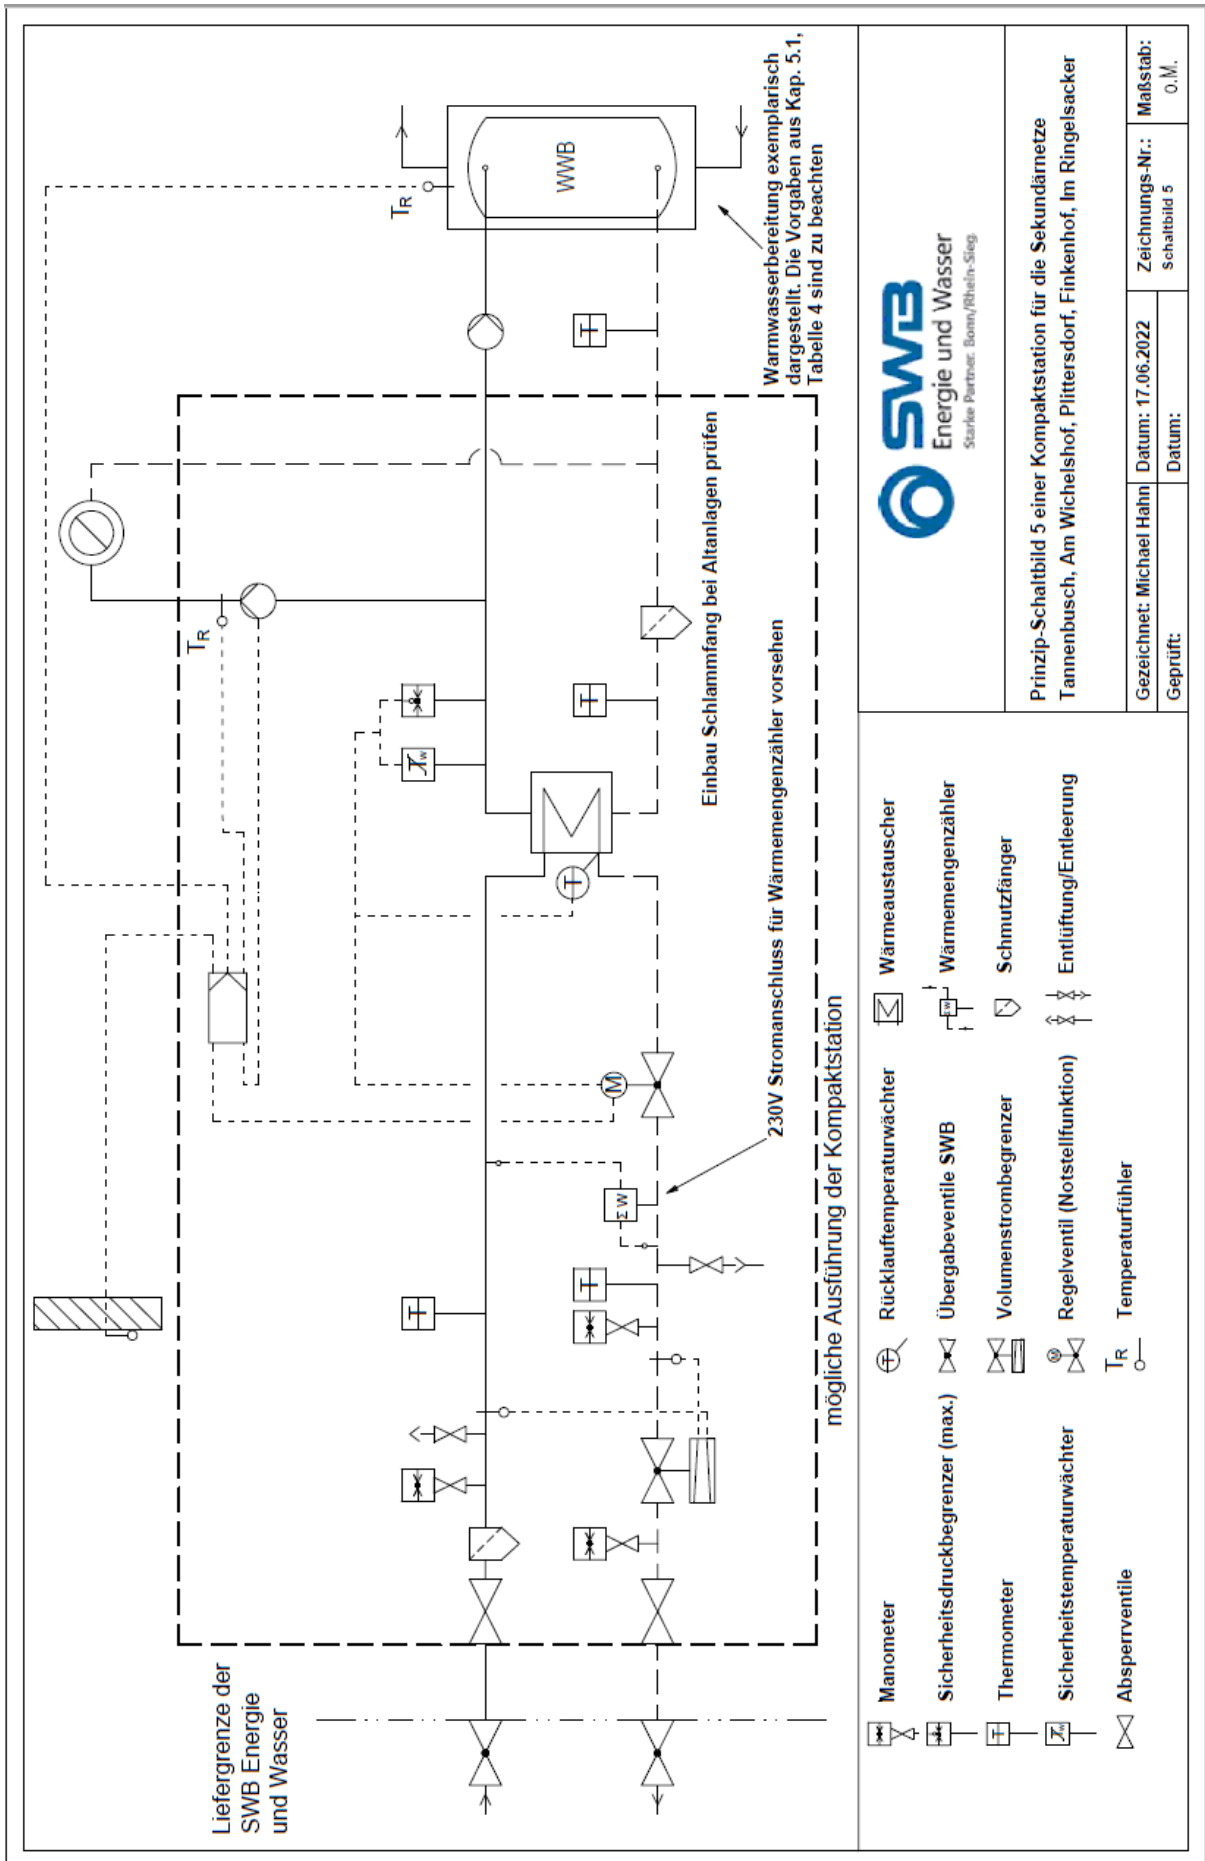 Liefergrenze der
SWB Energie
und Wasser
TR
TR
WWB
T
T
T
T
T
T
W
M
Σ W
Warmwasserbereitung exemplarisch
dargestellt. Die Vorgaben aus Kap. 5.1,
Tabelle 4 sind zu beachten
Einbau Schlammfang bei Altanlagen prüfen
230V Stromanschluss für Wärmemengenzähler vorsehen
mögliche Ausführung der Kompaktstation
Manometer
Sicherheitsdruckbegrenzer (max.)
T
Thermometer
W
Sicherheitstemperaturwächter
Absperrventile
T
Rücklauftemperaturwächter
Übergabeventile SWB
Volumenstrombegrenzer
M
Regelventil (Notstellfunktion)
TR
Temperaturfühler
Wärmeaustauscher
Σ W
Wärmemengenzähler
Schmutzfänger
Entlüftung/Entleerung
SWB
Energie und Wasser
Starke Partner. Bonn/Rhein-Sieg.
Prinzip-Schaltbild 5 einer Kompaktstation für die Sekundärnetze
Tannenbusch, Am Wichelshof, Plittersdorf, Finkenhof, Im Ringelsacker
Gezeichnet: Michael Hahn
Datum: 17.06.2022
Zeichnungs-Nr.:
Schaltbild 5
Maßstab:
o.M.
Geprüft:
Datum: